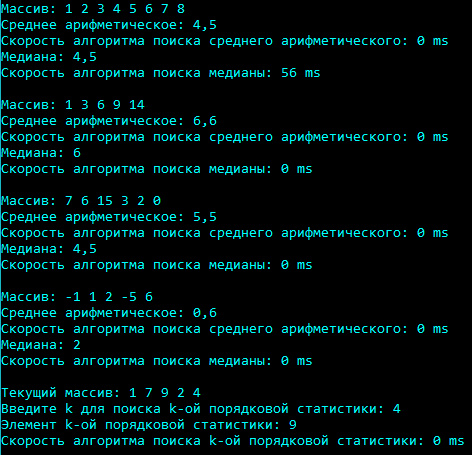 Массив: 1 2 3 4 5 6 7 8
Среднее арифметическое: 4,5
Скорость алгоритма поиска среднего арифметического: 0 ms
Медиана: 4,5
Скорость алгоритма поиска медианы: 56 ms
Массив: 1 3 6 9 14
Среднее арифметическое: 6,6
Скорость алгоритма поиска среднего арифметического: 0 ms
Медиана: 6
Скорость алгоритма поиска медианы: 0 ms
Массив: 7 6 15 3 2 0
Среднее арифметическое: 5,5
Скорость алгоритма поиска среднего арифметического: 0 ms
Медиана: 4,5
Скорость алгоритма поиска медианы: 0 ms
Массив: -1 1 2 -5 6
Среднее арифметическое: 0,6
Скорость алгоритма поиска среднего арифметического: 0 ms
Медиана: 2
Скорость алгоритма поиска медианы: 0 ms
Текущий массив: 1 7 9 2 4
Введите k для поиска k-ой порядковой статистики: 4
Элемент k-ой порядковой статистики: 9
Скорость алгоритма поиска k-ой порядковой статистики: 0 ms